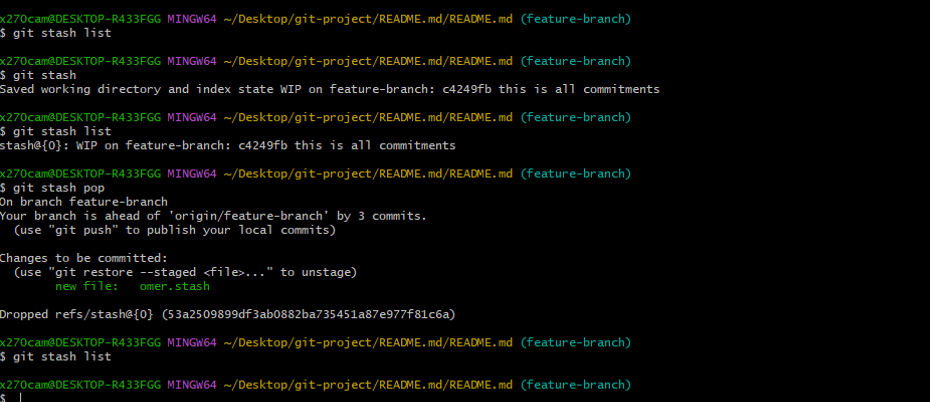 x270cam@DESKTOP-R433FGG MINGW64 ~/Desktop/git-project/README.md/README.md (feature-branch)
$ git stash list
x270cam@DESKTOP-R433FGG MINGW64 ~/Desktop/git-project/README.md/README.md (feature-branch)
$ git stash
Saved working directory and index state WIP on feature-branch: c4249fb this is all commitments
x270cam@DESKTOP-R433FGG MINGW64 ~/Desktop/git-project/README.md/README.md (feature-branch)
$ git stash list
stash@{0}: WIP on feature-branch: c4249fb this is all commitments
x270cam@DESKTOP-R433FGG MINGW64 ~/Desktop/git-project/README.md/README.md (feature-branch)
$ git stash pop
On branch feature-branch
Your branch is ahead of 'origin/feature-branch' by 3 commits.
  (use "git push" to publish your local commits)
Changes to be committed:
  (use "git restore --staged <file>..." to unstage)
        new file:   omer.stash
Dropped refs/stash@{0} (53a2509899df3ab0882ba735451a87e977f81c6a)
x270cam@DESKTOP-R433FGG MINGW64 ~/Desktop/git-project/README.md/README.md (feature-branch)
$ git stash list
x270cam@DESKTOP-R433FGG MINGW64 ~/Desktop/git-project/README.md/README.md (feature-branch)
$